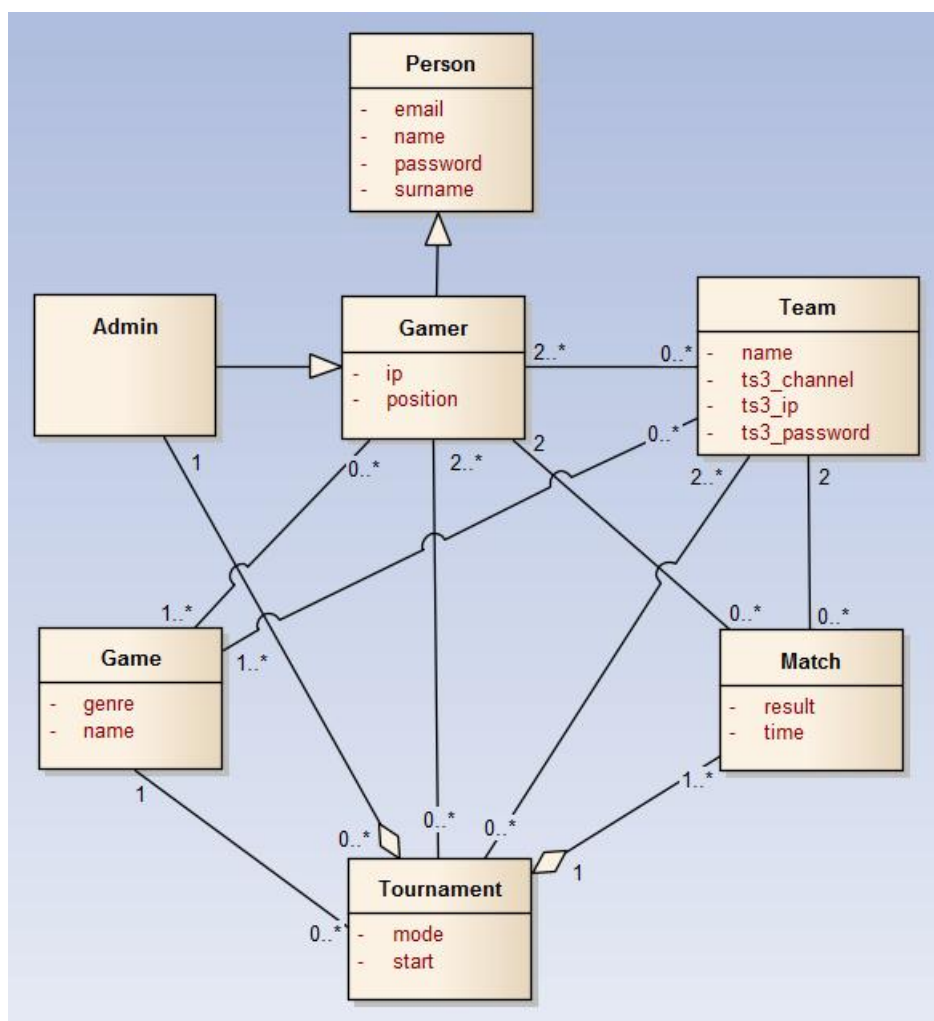 Person
- email
- name
- password
- surname
Admin
Gamer
- ip
- position
2..*
0..*
Team
- name
- ts3_channel
- ts3_ip
- ts3_password
1
0..*
2..*
2
0..*
2..*
2
1..*
1..*
0..*
0..*
Game
- genre
- name
Match
- result
- time
1
0..*
0..*
0..*
1..*
1
0..*
Tournament
- mode
- start